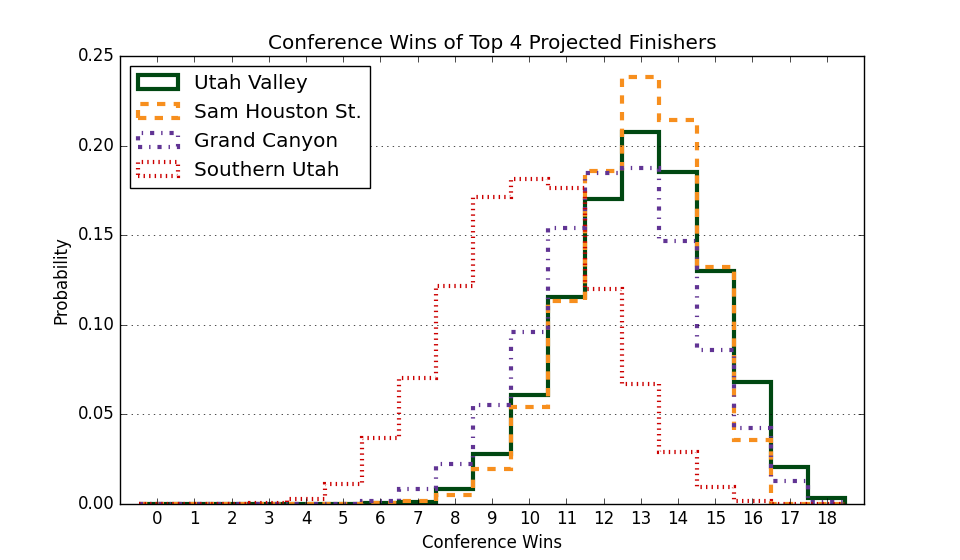 Conference Wins of Top 4 Projected Finishers
0.25
0.20
0.15
0.10
0.05
0.00
Probability
Utah Valley
Sam Houston St.
Grand Canyon
Southern Utah
0 1 2 3 4 5 6 7 8 9 10 11 12 13 14 15 16 17 18
Conference Wins